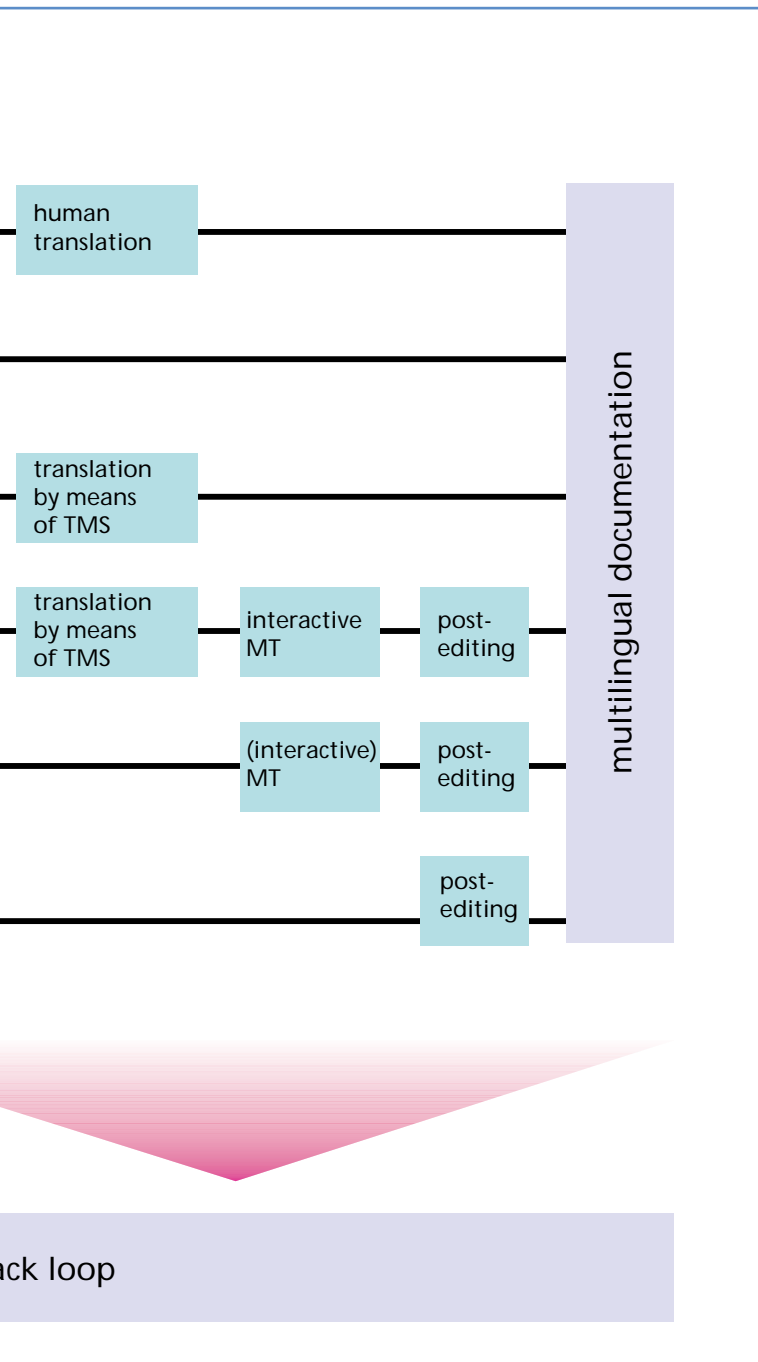 human
translation
translation
by means
of TMS
translation
by means
of TMS
interactive
MT
post-
editing
(interactive)
MT
post-
editing
post-
editing
multilingual documentation
ack loop